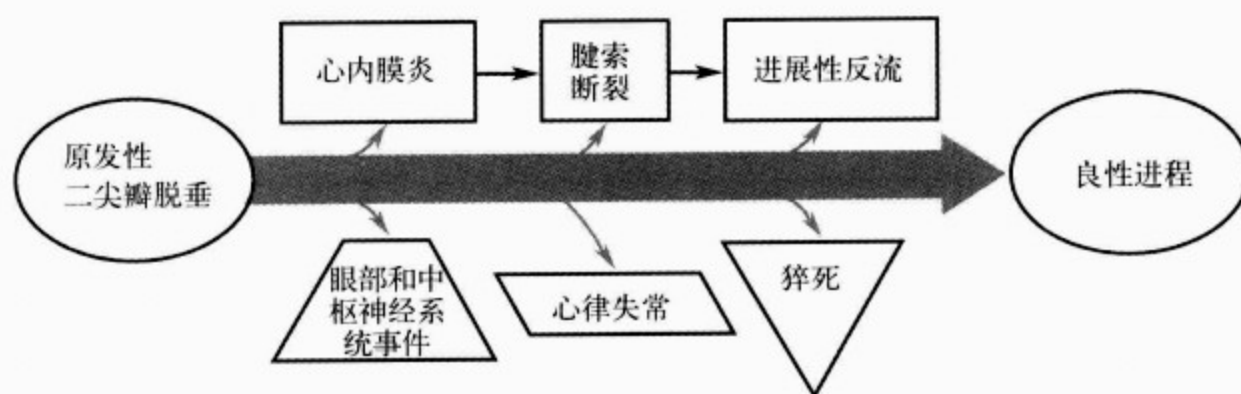 心内膜炎
腱索
断裂
进展性反流
原发性
二尖瓣脱垂
良性进程
眼部和中
枢神经系
统事件
心律失常
猝死